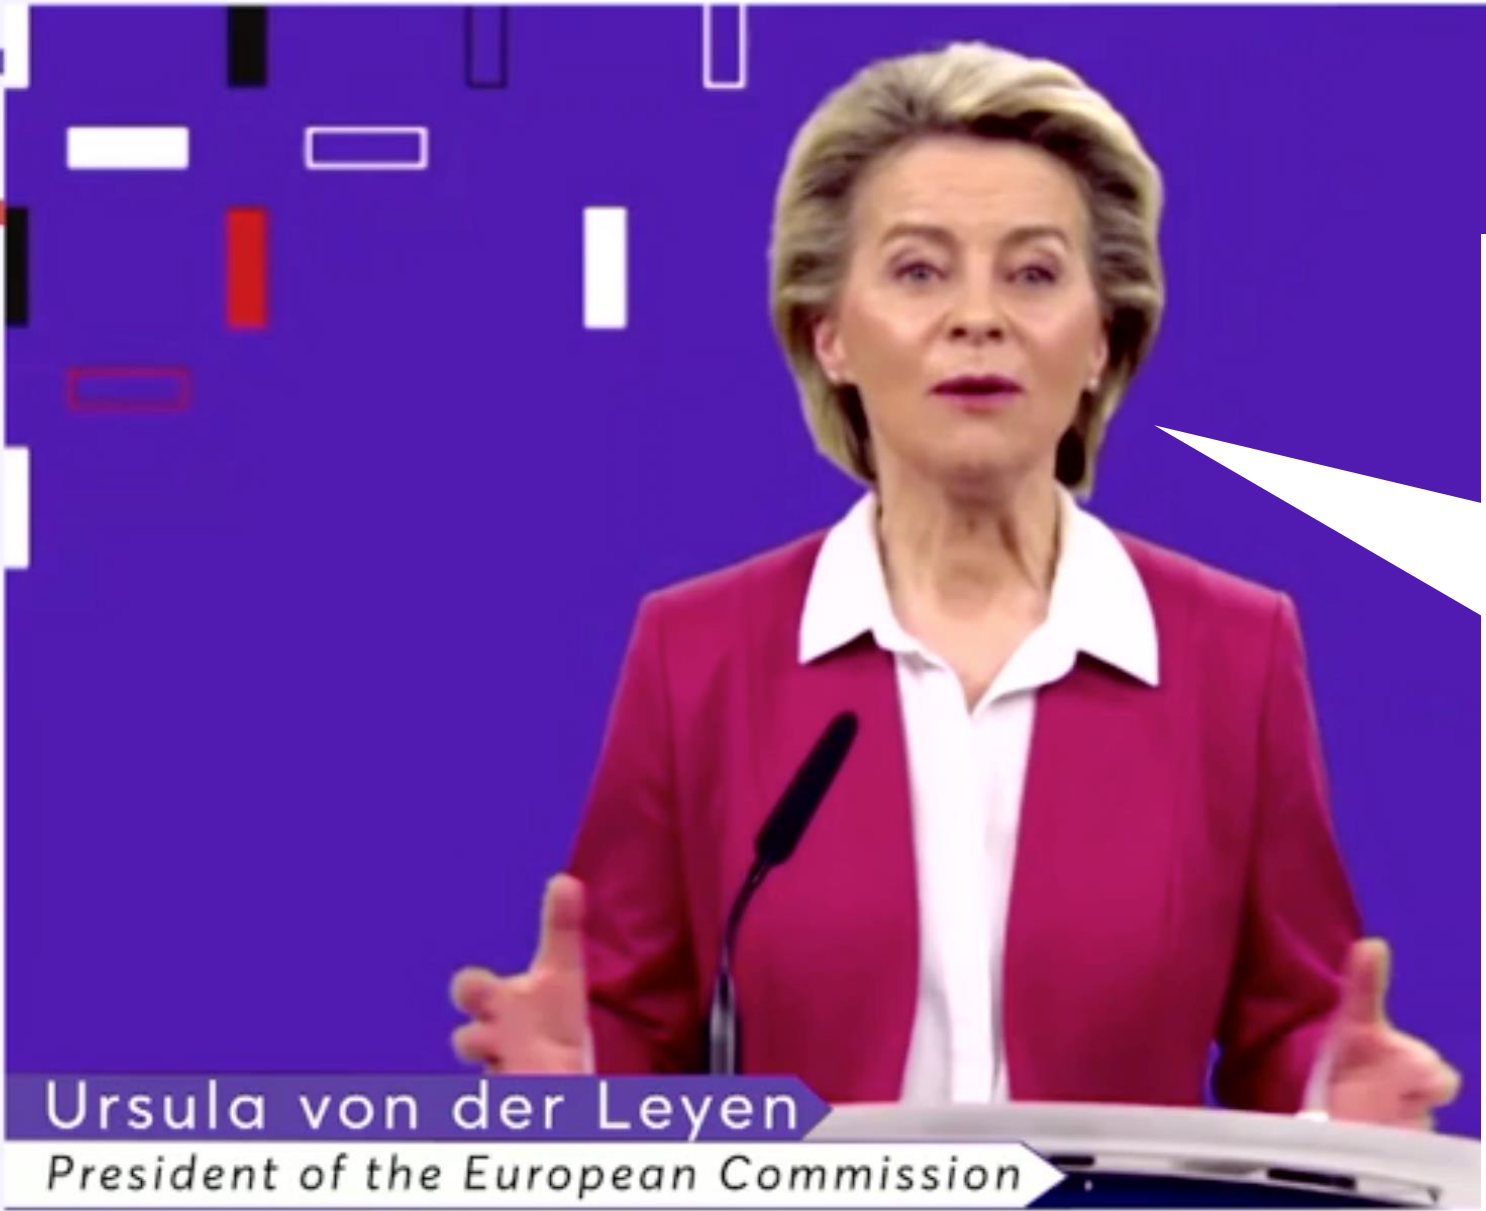 Ursula von der Leyen
President of the European Commission